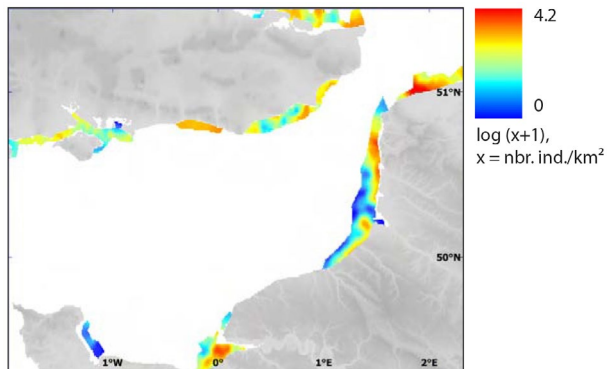 4.2
51°N
0
log (x+1),
x = nbr. ind./km²
50°N
1°W
0°
1°E
2°E